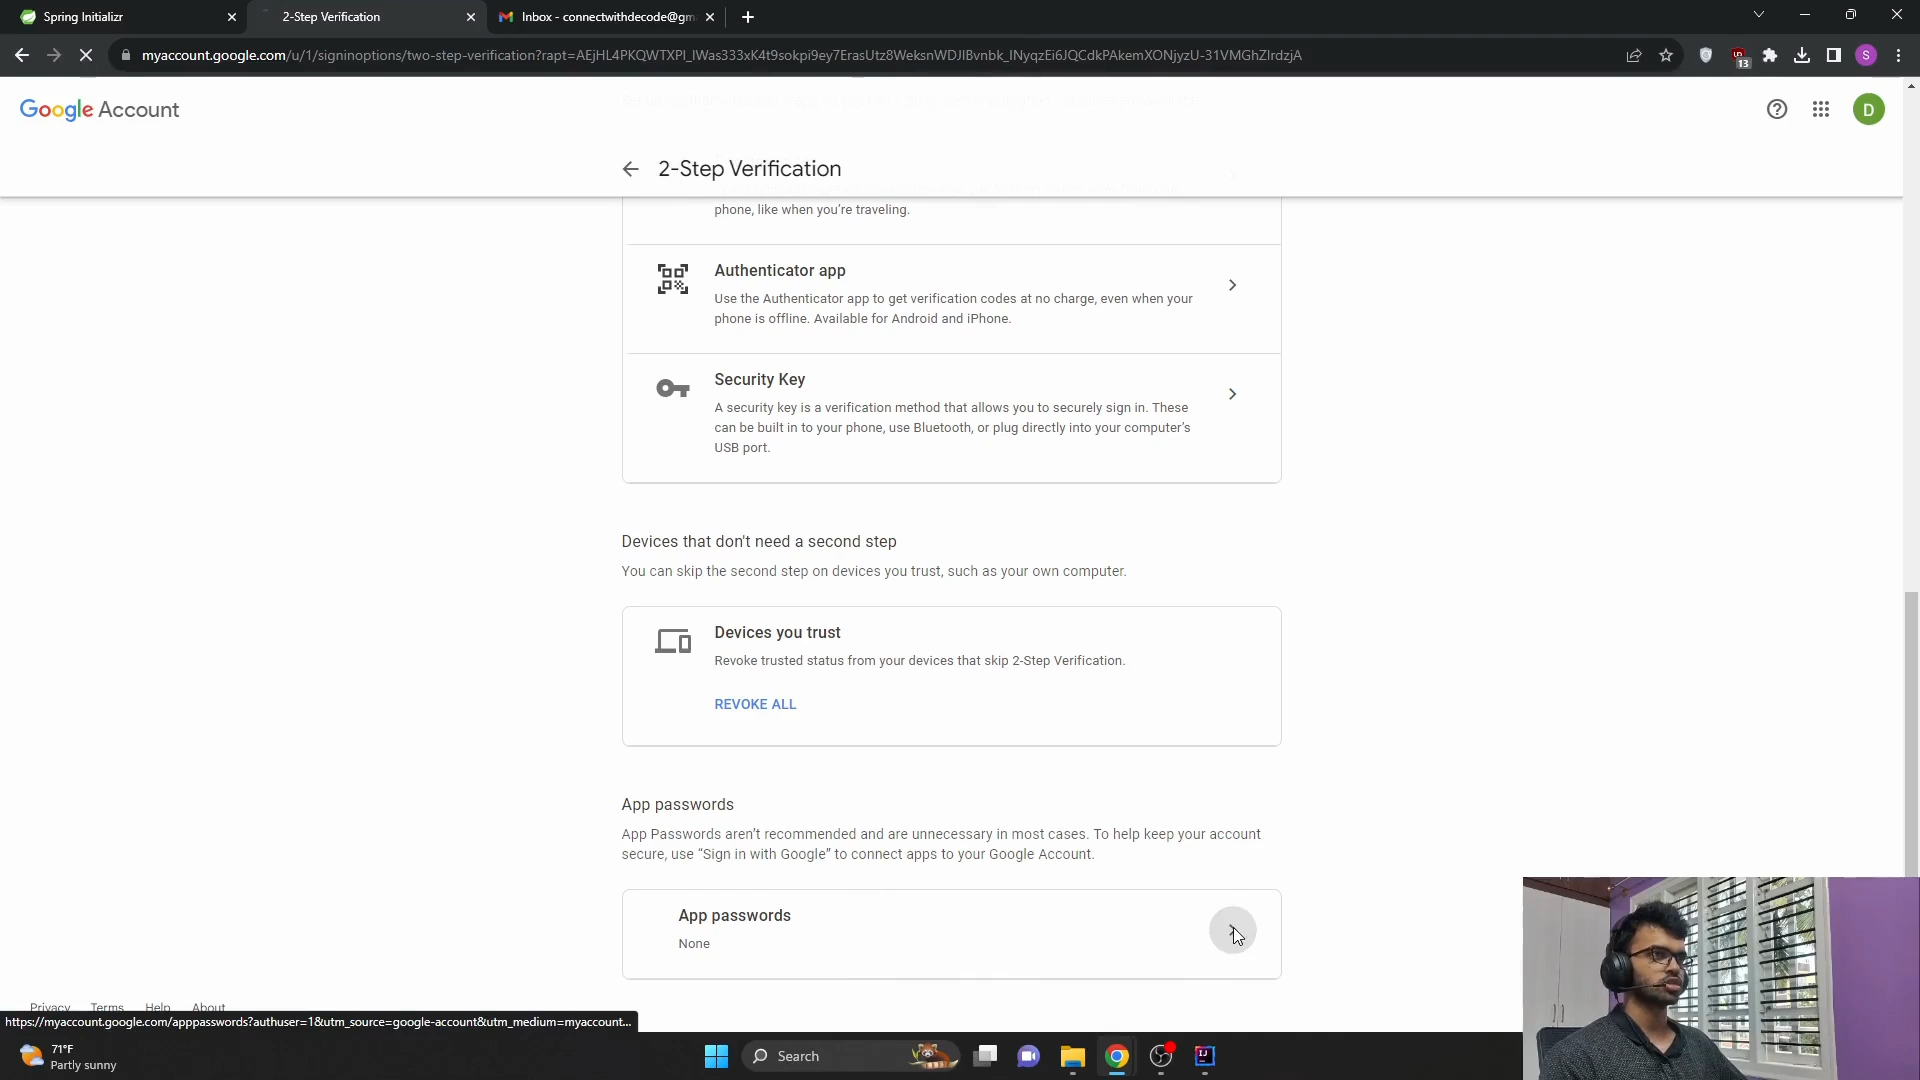 Spring Initializr
2-Step Verification
Inbox - connectwithdecode@gm
myaccount.google.com/u/1/signinoptions/two-step-verification?rapt=
13
S
Google Account
D
2-Step Verification
phone, like when you're traveling.
Authenticator app
Use the Authenticator app to get verification codes at no charge, even when your
phone is offline. Available for Android and iPhone.
Security Key
A security key is a verification method that allows you to securely sign in. These
can be built in to your phone, use Bluetooth, or plug directly into your computer's
USB port.
Devices that don't need a second step
You can skip the second step on devices you trust, such as your own computer.
Devices you trust
Revoke trusted status from your devices that skip 2-Step Verification.
REVOKE ALL
App passwords
App Passwords aren't recommended and are unnecessary in most cases. To help keep your account
secure, use “Sign in with Google” to connect apps to your Google Account.
App passwords
None
Privacy Terms Help About
https://myaccount.google.com/apppasswords?authuser=1&utm_source=google-account&utm_medium=myaccount...
71°F
Partly sunny
Search